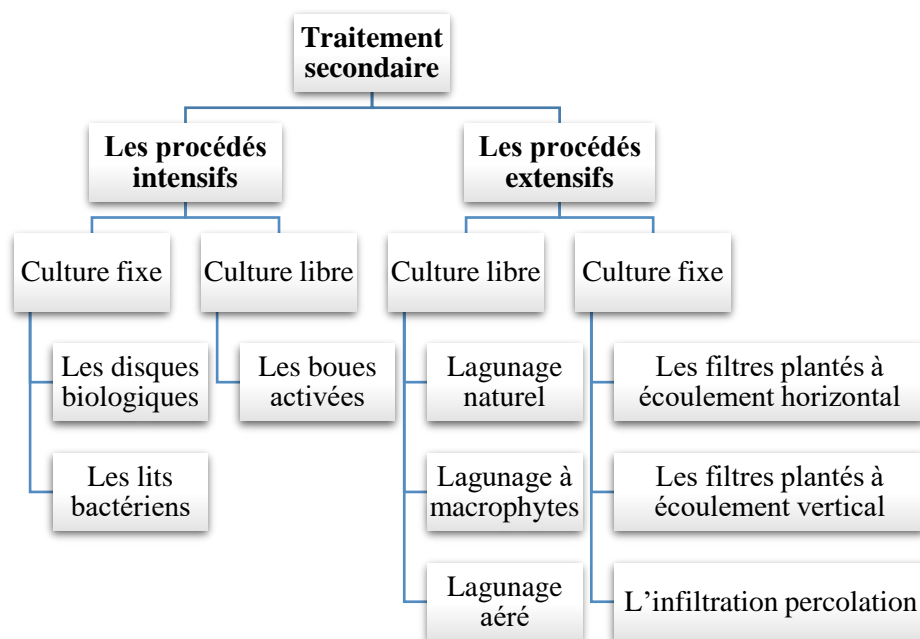 Traitement
secondaire
Les procédés
intensifs
Les procédés
extensifs
Culture fixe
Culture libre
Culture libre
Culture fixe
Les disques
biologiques
Les boues
activées
Lagunage
naturel
Les filtres plantés à
écoulement horizontal
Les lits
bactériens
Lagunage à
macrophytes
Les filtres plantés à
écoulement vertical
Lagunage
aéré
L’infiltration percolation